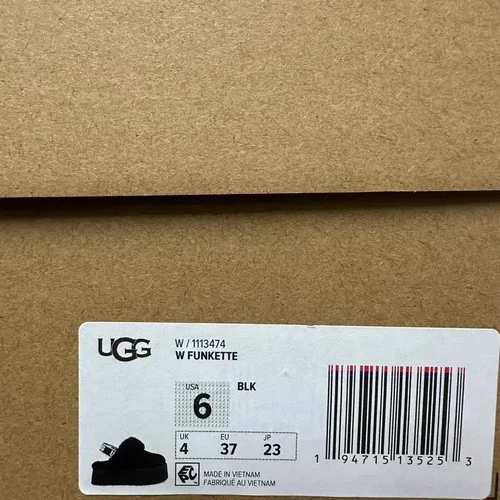 UGG
W / 1113474
W FUNKETTE
USA
6
BLK
UK EU JP
4 37 23
MADE IN VIETNAM
FABRIQUÉ AU VIETNAM
1 94715 13525 3